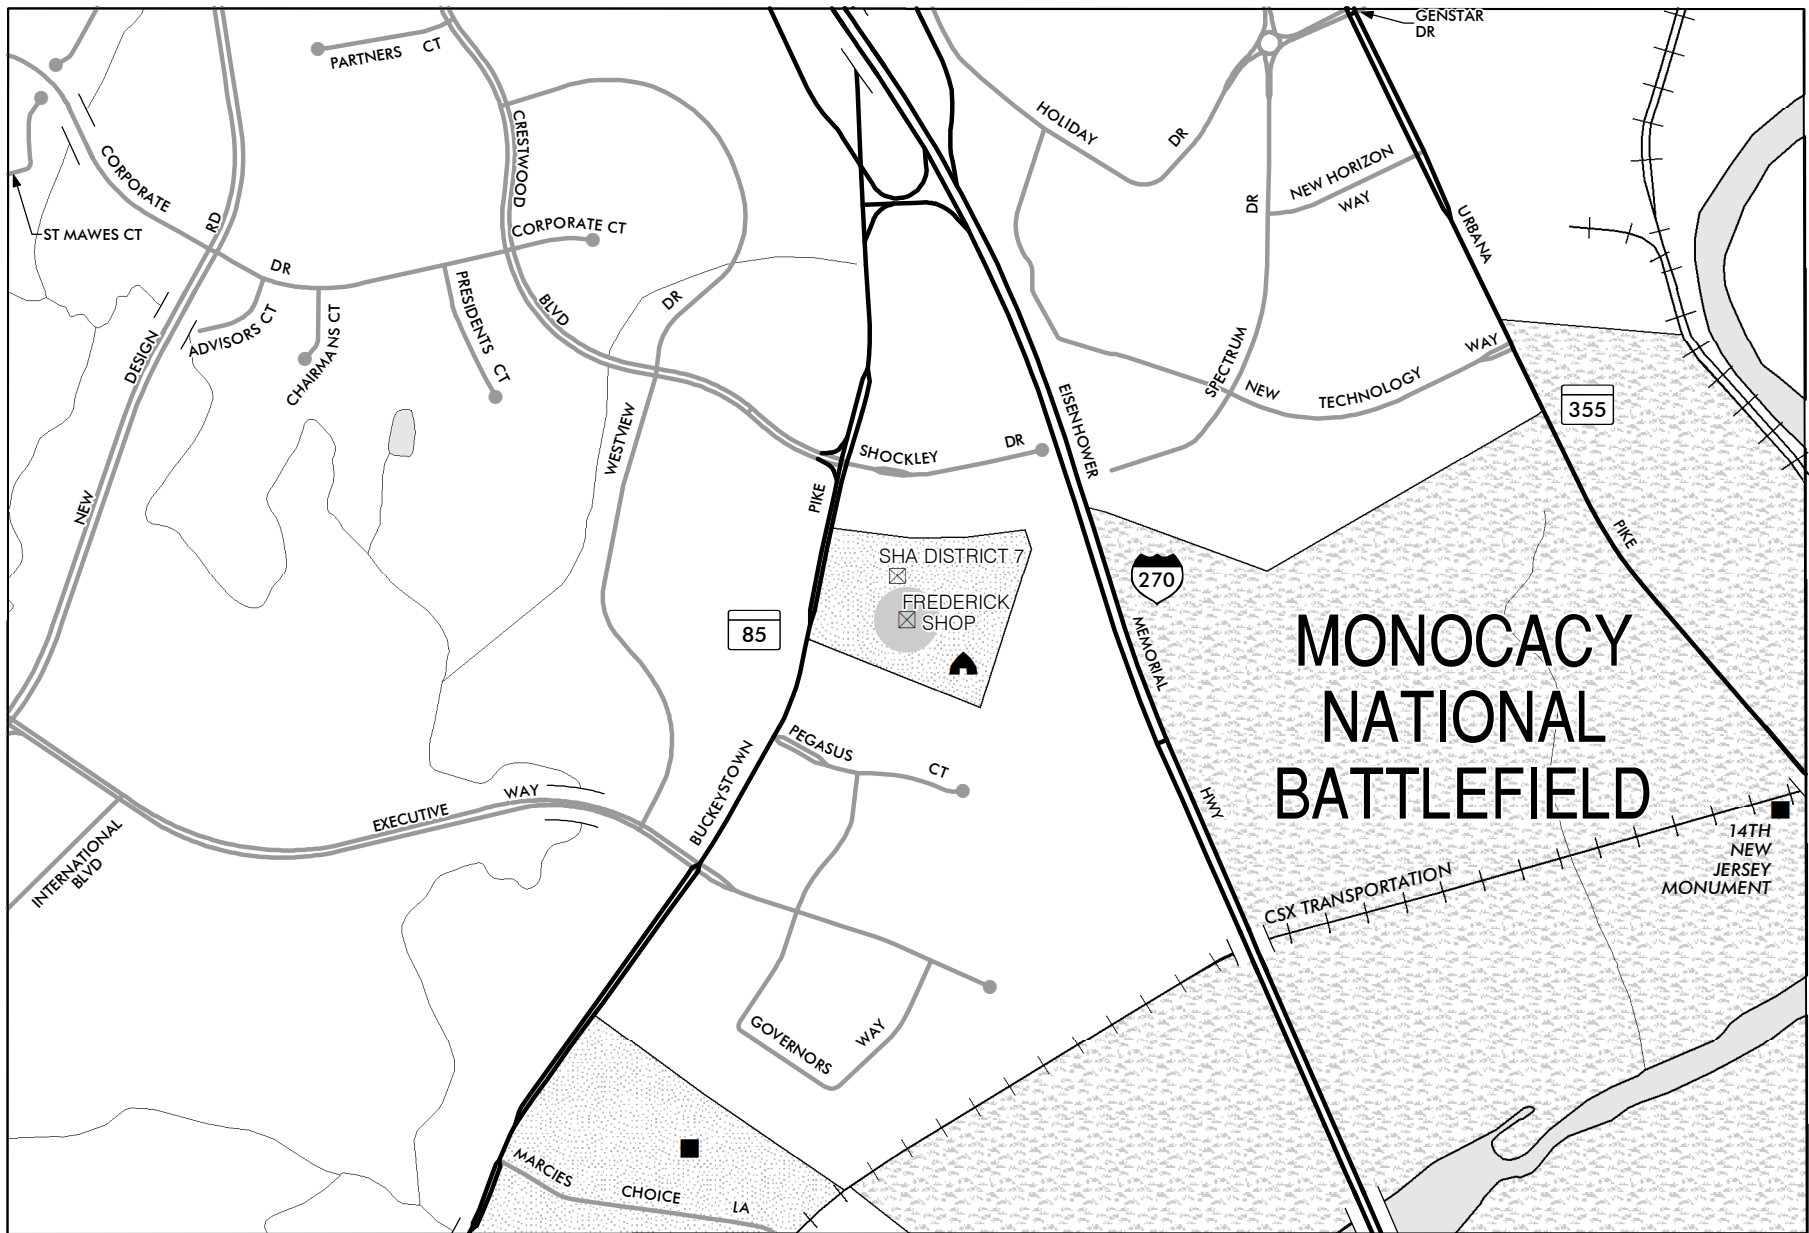 GENSTAR
DR
PARTNERS CT
HOLIDAY DR
CRESTWOOD
BLVD
CORPORATE
DR
NEW HORIZON
WAY
DR
RD
ST MAWES CT
CORPORATE CT
URBANA
PRESIDENTS CT
DR
ADVISORS CT
CHAIRMANS CT
DESIGN
NEW
SPECTRUM
WAY
NEW TECHNOLOGY
355
EISENHOWER
WESTVIEW
SHOCKLEY DR
PIKE
PIKE
SHA DISTRICT 7
270
FREDERICK
SHOP
85
MEMORIAL
MONOCACY
NATIONAL
BATTLEFIELD
PEGASUS CT
BUCKEYSTOWN
HWY
EXECUTIVE WAY
INTERNATIONAL
BLVD
14TH
NEW
JERSEY
MONUMENT
CSX TRANSPORTATION
GOVERNORS WAY
MARCIES CHOICE LA